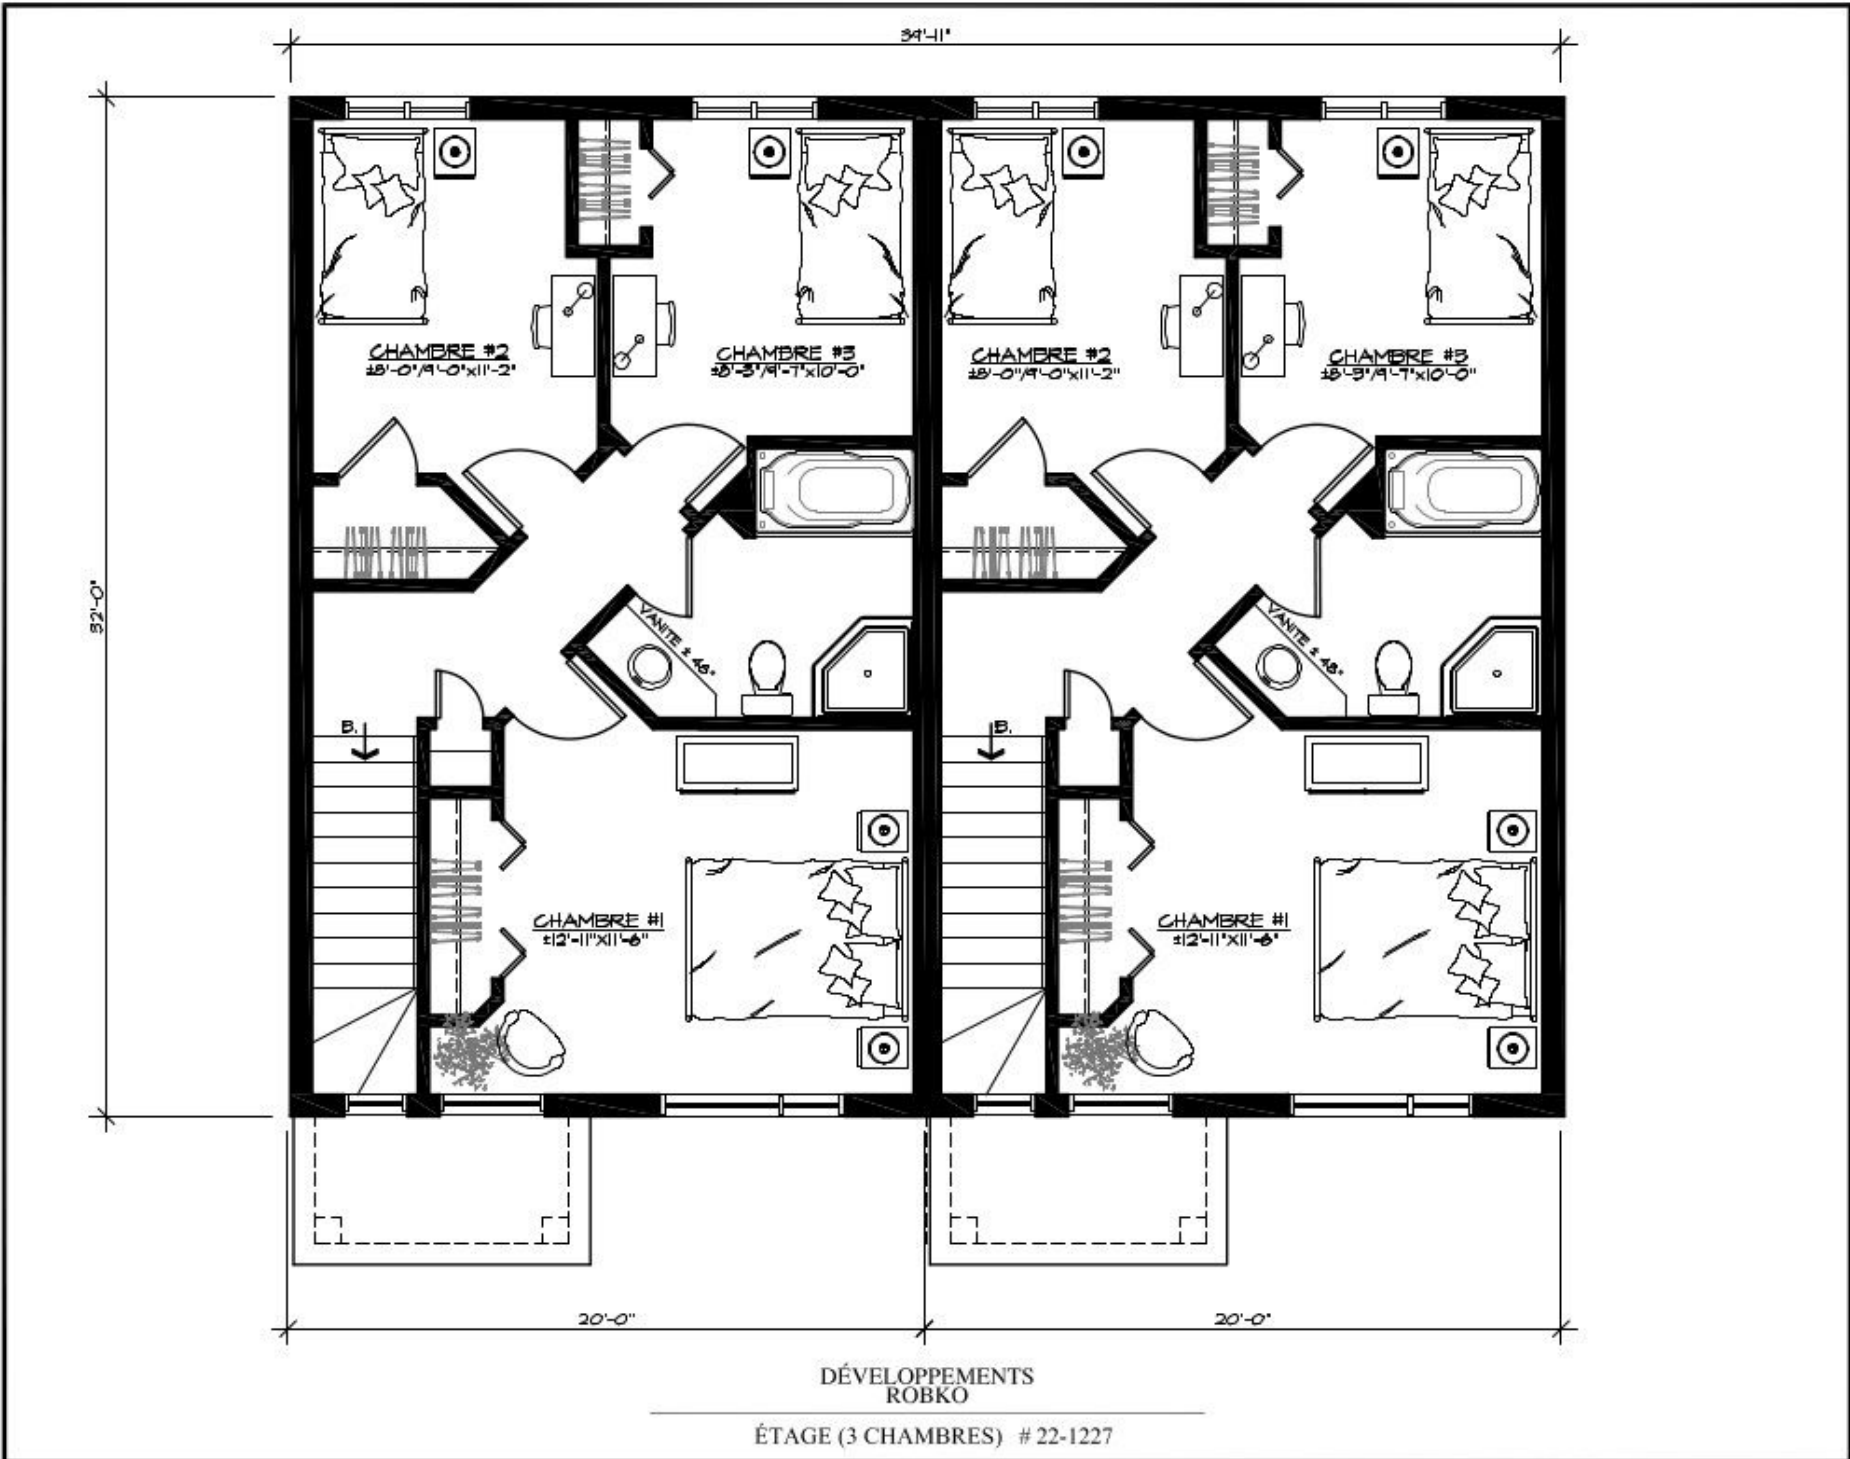 39'-11"
32'-0"
CHAMBRE #2
±8'-0"/9'-0"x11'-2"
CHAMBRE #3
±8'-3"/9'-7"x10'-0"
CHAMBRE #2
±8'-0"/9'-0"x11'-2"
CHAMBRE #3
±8'-3"/9'-7"x10'-0"
VANITE ± 48"
VANITE ± 48"
B.
B.
CHAMBRE #1
±12'-11"X11'-6"
CHAMBRE #1
±12'-11"X11'-6"
20'-0"
20'-0"
DÉVELOPPEMENTS
ROBKO
ÉTAGE (3 CHAMBRES) # 22-1227